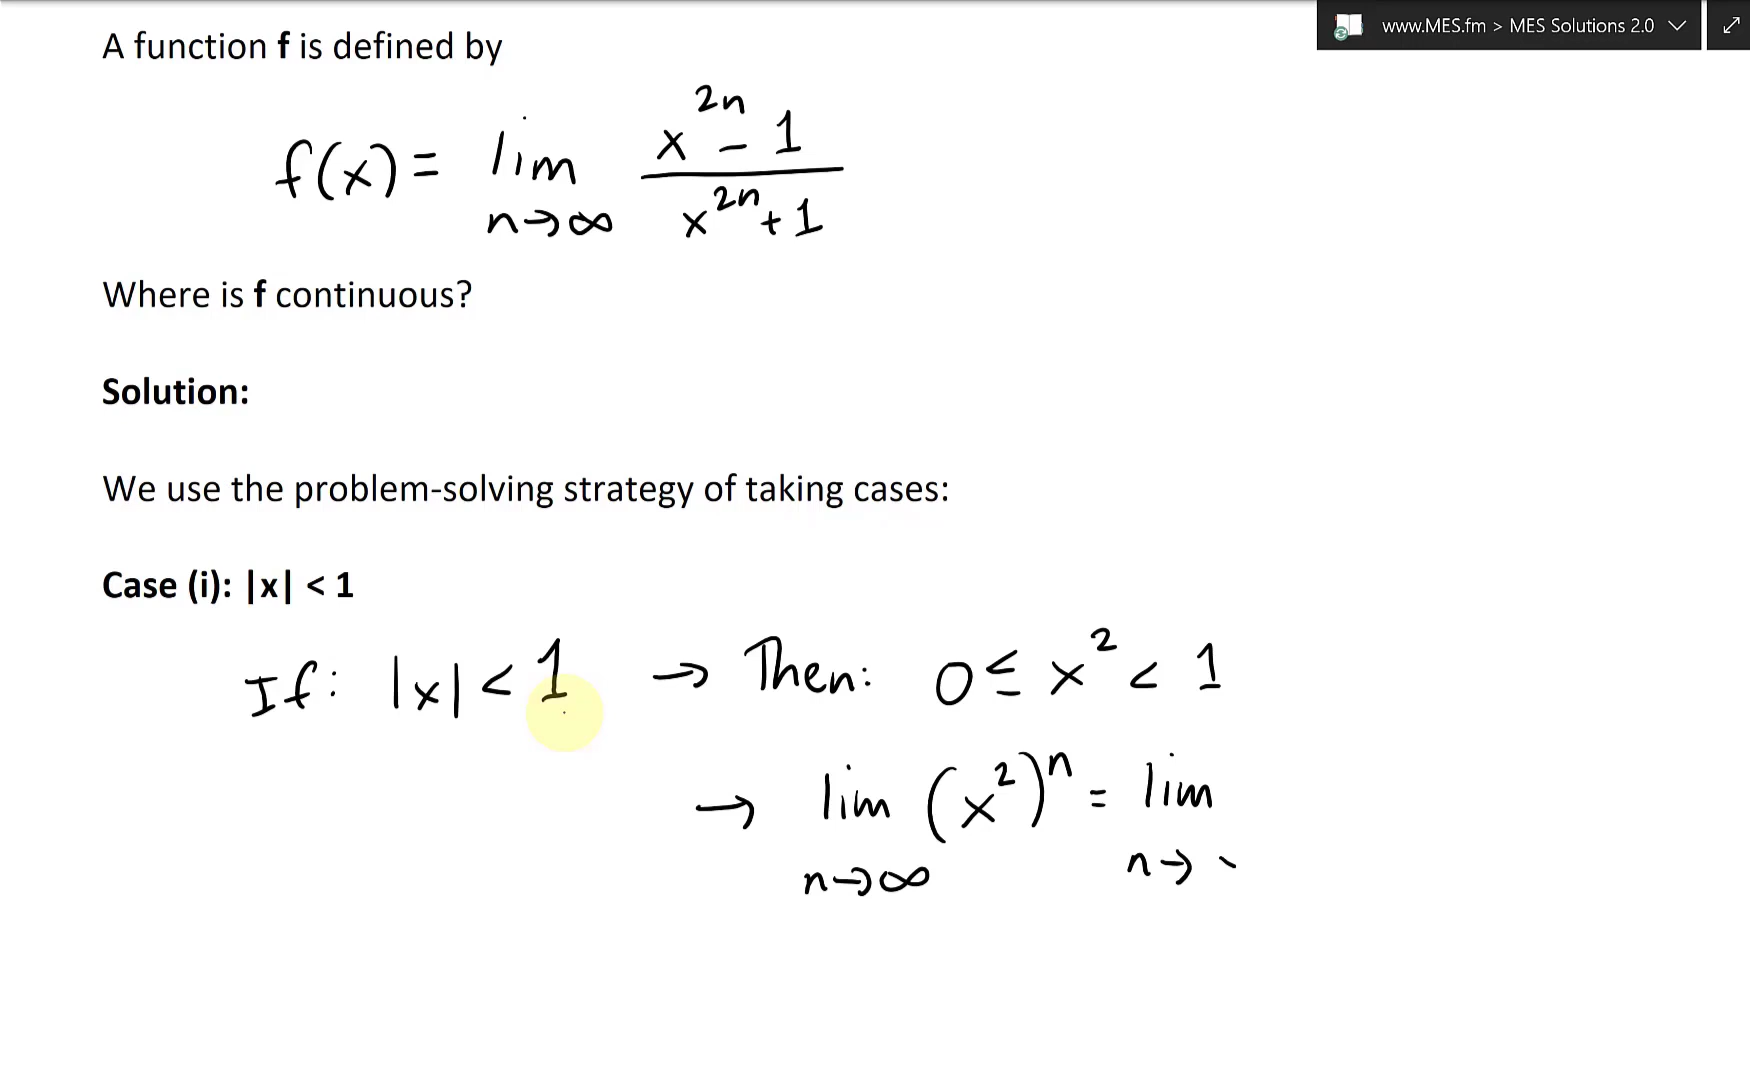 www.MES.fm > MES Solutions 2.0
A function f is defined by
f(x) = lim n→∞ (x^2n - 1)/(x^2n + 1)
Where is f continuous?
Solution:
We use the problem-solving strategy of taking cases:
Case (i): |x| < 1
If: |x| < 1 → Then: 0 ≤ x² < 1
→ lim n→∞ (x²)^n = lim n→